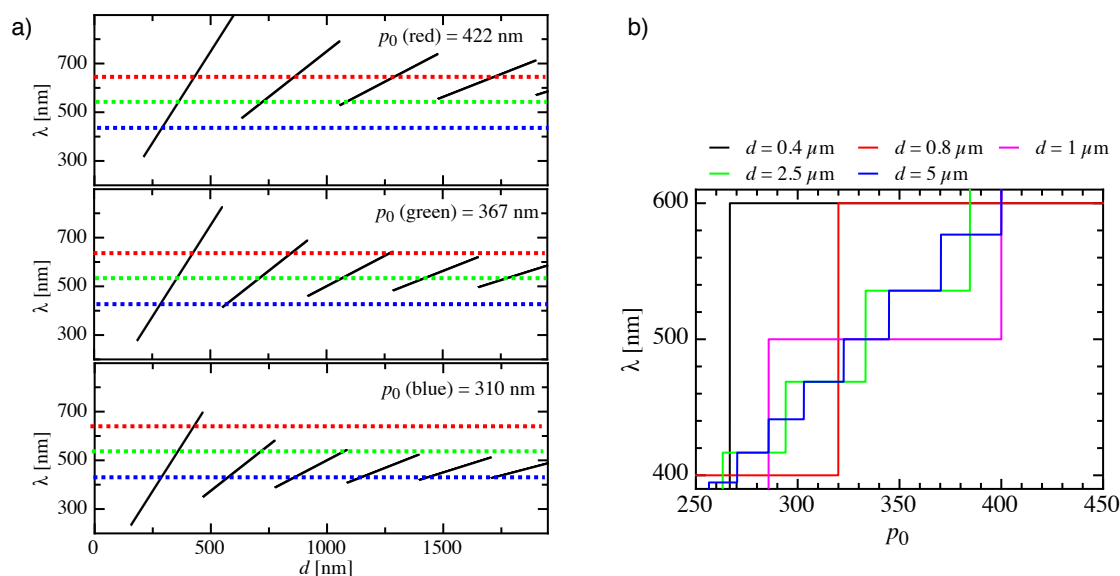 a)
p0 (red) = 422 nm
700
500
300
λ [nm]
p0 (green) = 367 nm
700
500
300
λ [nm]
p0 (blue) = 310 nm
700
500
300
λ [nm]
0 500 1000 1500
d [nm]
b)
d = 0.4 µm d = 0.8 µm d = 1 µm
d = 2.5 µm d = 5 µm
600
500
400
λ [nm]
250 300 350 400 450
p0